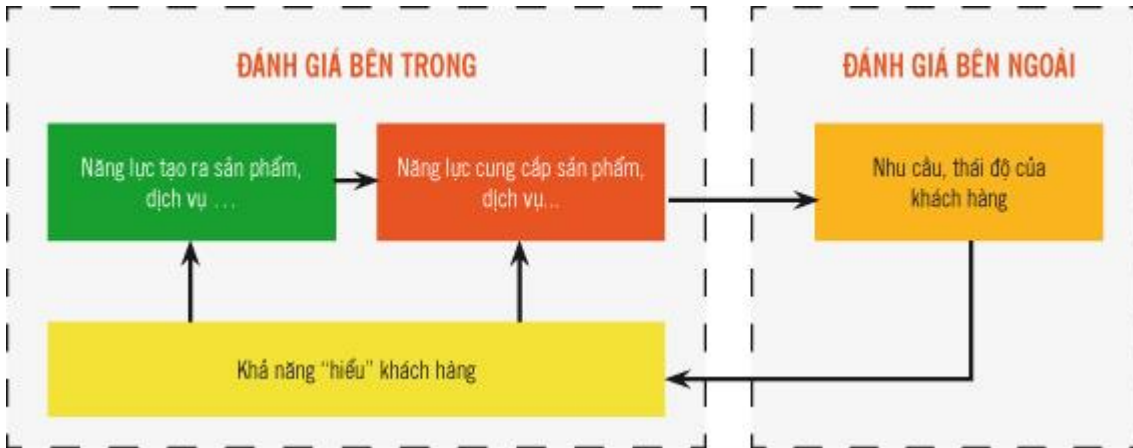 ĐÁNH GIÁ BÊN TRONG
ĐÁNH GIÁ BÊN NGOÀI
Năng lực tạo ra sản phẩm,
dịch vụ ...
Năng lực cung cấp sản phẩm,
dịch vụ...
Nhu cầu, thái độ của
khách hàng
Khả năng “hiểu” khách hàng